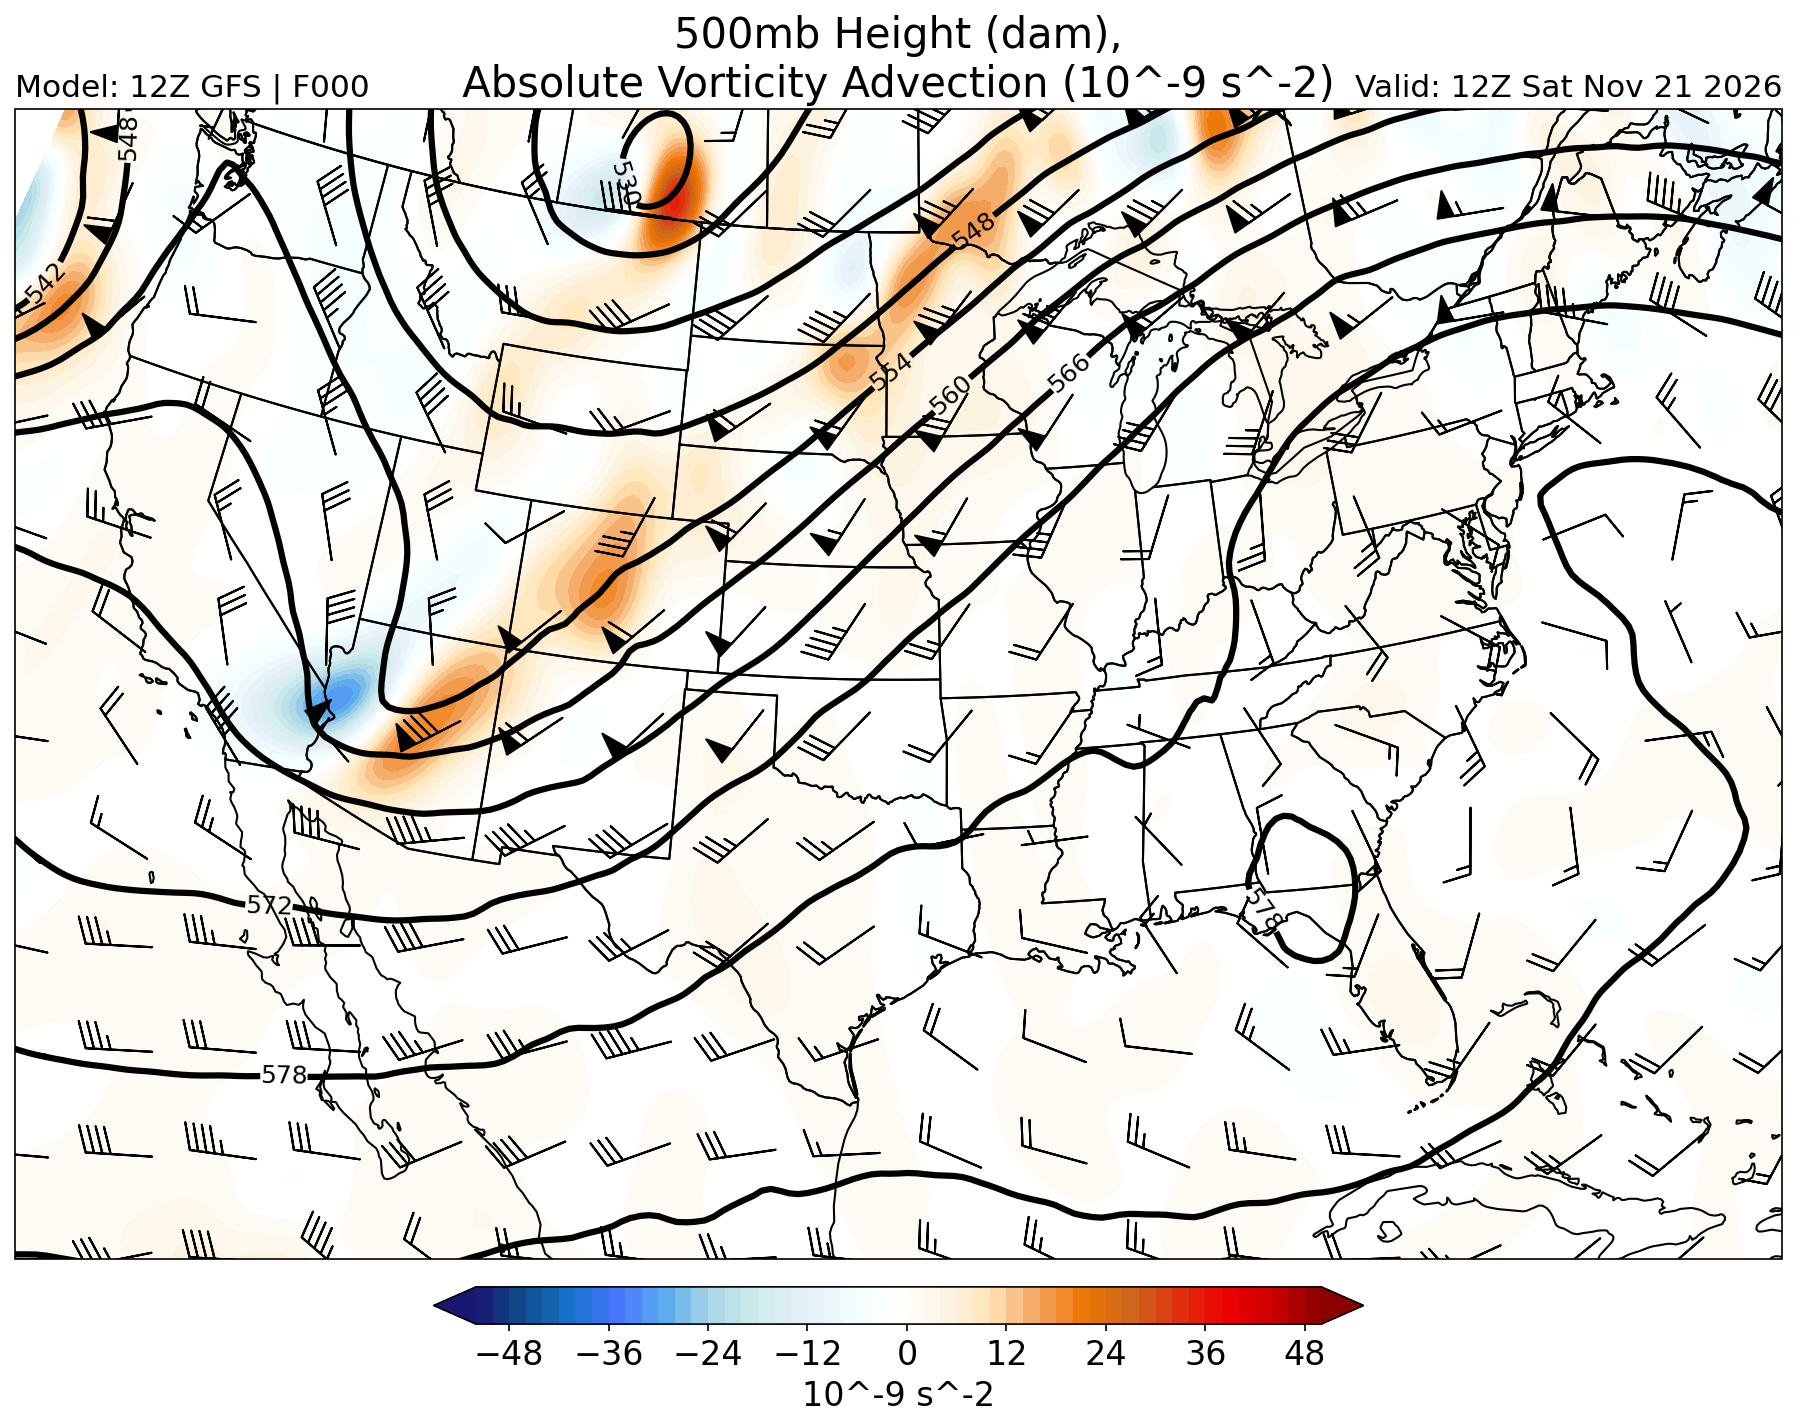 500mb Height (dam),
Model: 12Z GFS | F000
Absolute Vorticity Advection (10^-9 s^-2)
Valid: 12Z Sat Nov 21 2026
548
530
542
548
554
560
566
572
578
578
−48 −36 −24 −12 0 12 24 36 48
10^-9 s^-2